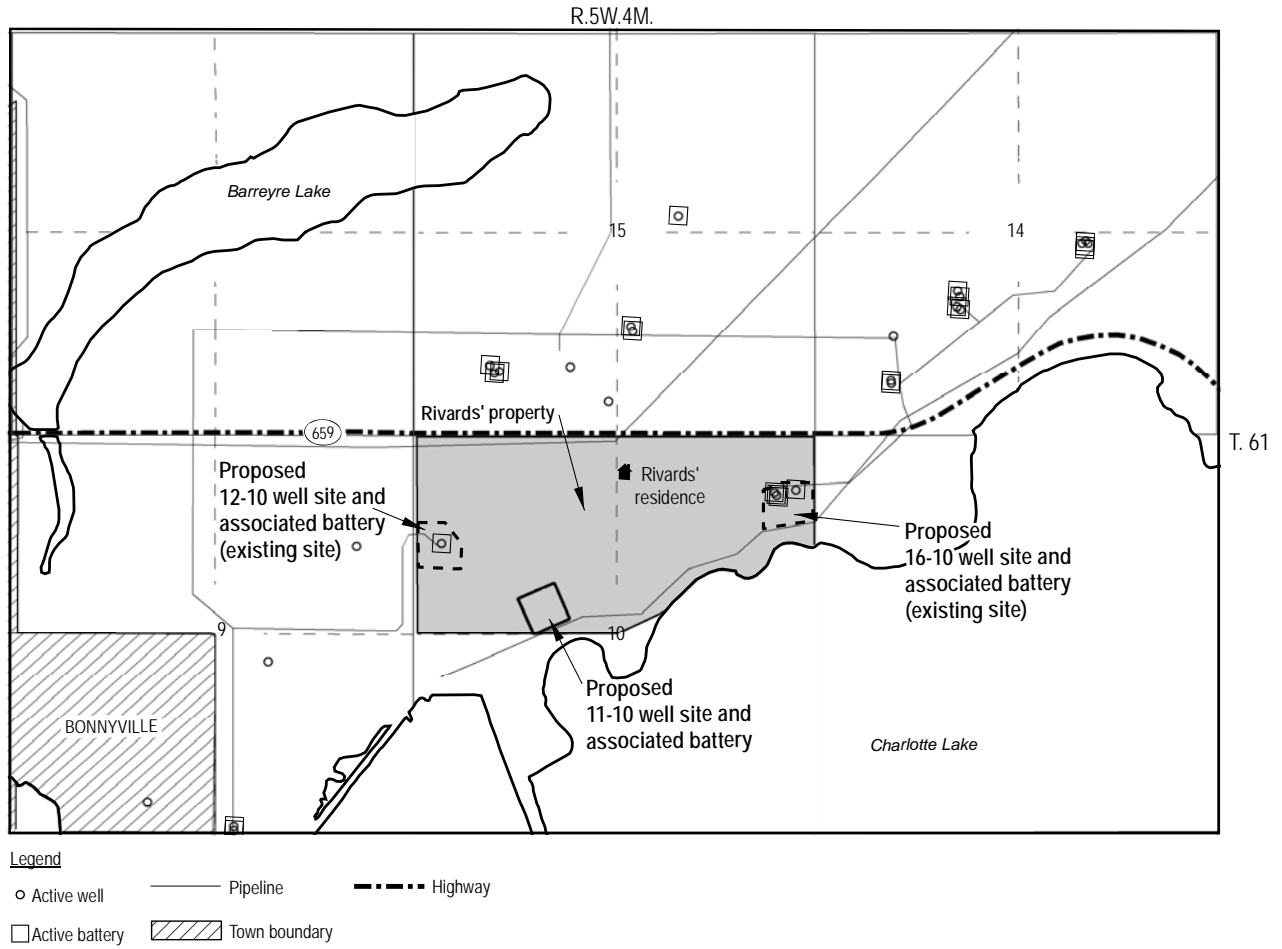 R.5W.4M.
Barreyre Lake
15
14
Rivards' property
659
T. 61
Proposed
12-10 well site and
associated battery
(existing site)
Rivards'
residence
Proposed
16-10 well site and
associated battery
(existing site)
9
10
Proposed
11-10 well site and
associated battery
BONNYVILLE
Charlotte Lake
Legend
Active well
Pipeline
Highway
Active battery
Town boundary